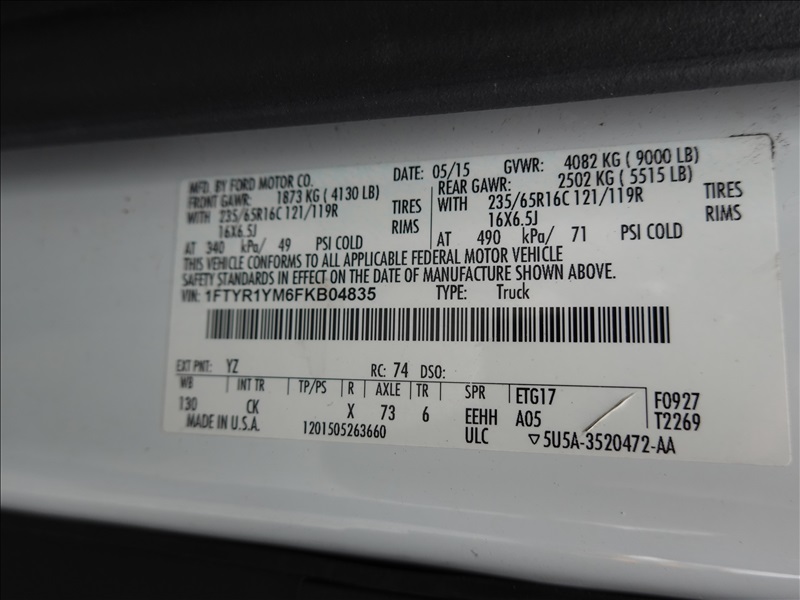 MFD. BY FORD MOTOR CO. DATE: 05/15 GVWR: 4082 KG ( 9000 LB)
FRONT GAWR: 1873 KG ( 4130 LB) REAR GAWR: 2502 KG ( 5515 LB)
WITH 235/65R16C 121/119R TIRES WITH 235/65R16C 121/119R TIRES
16X6.5J RIMS 16X6.5J RIMS
AT 340 kPa/ 49 PSI COLD AT 490 kPa/ 71 PSI COLD
THIS VEHICLE CONFORMS TO ALL APPLICABLE FEDERAL MOTOR VEHICLE
SAFETY STANDARDS IN EFFECT ON THE DATE OF MANUFACTURE SHOWN ABOVE.
VIN: 1FTYR1YM6FKB04835 TYPE: Truck
EXT PNT: YZ RC: 74 DSO:
WB INT TR TP/PS R AXLE TR SPR ETG17 F0927
130 CK X 73 6 EEHH A05 T2269
MADE IN U.S.A. 1201505263660 ULC ▽5U5A-3520472-AA